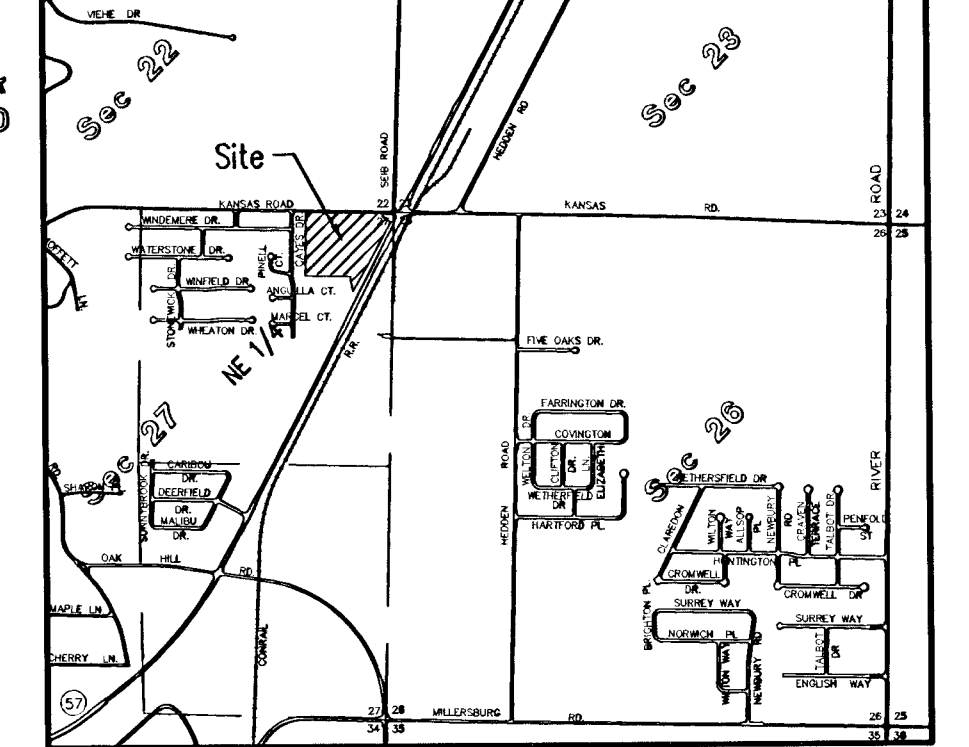 VIEHE DR
Sec 22
Sec 23
HEDDEN RD
SEIB ROAD
Site
ROAD
KANSAS ROAD
22 23
KANSAS RD.
23 24
26 25
WINDEMERE DR.
CAYES DR
WATERSTONE DR.
PINELL CT.
WINFIELD DR
ANGUILLA CT.
STONEWICK DR
MARCEL CT.
WHEATON DR.
NE 1/4
R.R.
FIVE OAKS DR.
FARRINGTON DR.
COVINGTON DR.
WELTON DR
CLIFTON
LN.
ELIZABETH
Sec 27
Sec 26
ROAD
RIVER
CARIBOU DR.
SUNNYBROOK DR.
DEERFIELD DR.
MALIBU DR.
WETHERFIELD DR
HARTFORD PL
HEDDEN
WETHERSFIELD DR
CLAREDON
WILTON WAY
ALLSOP PL
NEWBURY RD
CRAVEN TERRACE
TALBOT DR
PENFOLD ST
RD
OAK HILL RD.
HUNTINGTON PL
CROMWELL DR.
CROMWELL DR
MAPLE LN
BRIGHTON PL
SURREY WAY
SURREY WAY
NORWICH PL
TALBOT DR
CHERRY LN.
CONRAIL
WILTON WAY
NEWBURY RD
ENGLISH WAY
57
27 26
34 35
MILLERSBURG RD.
26 25
35 36